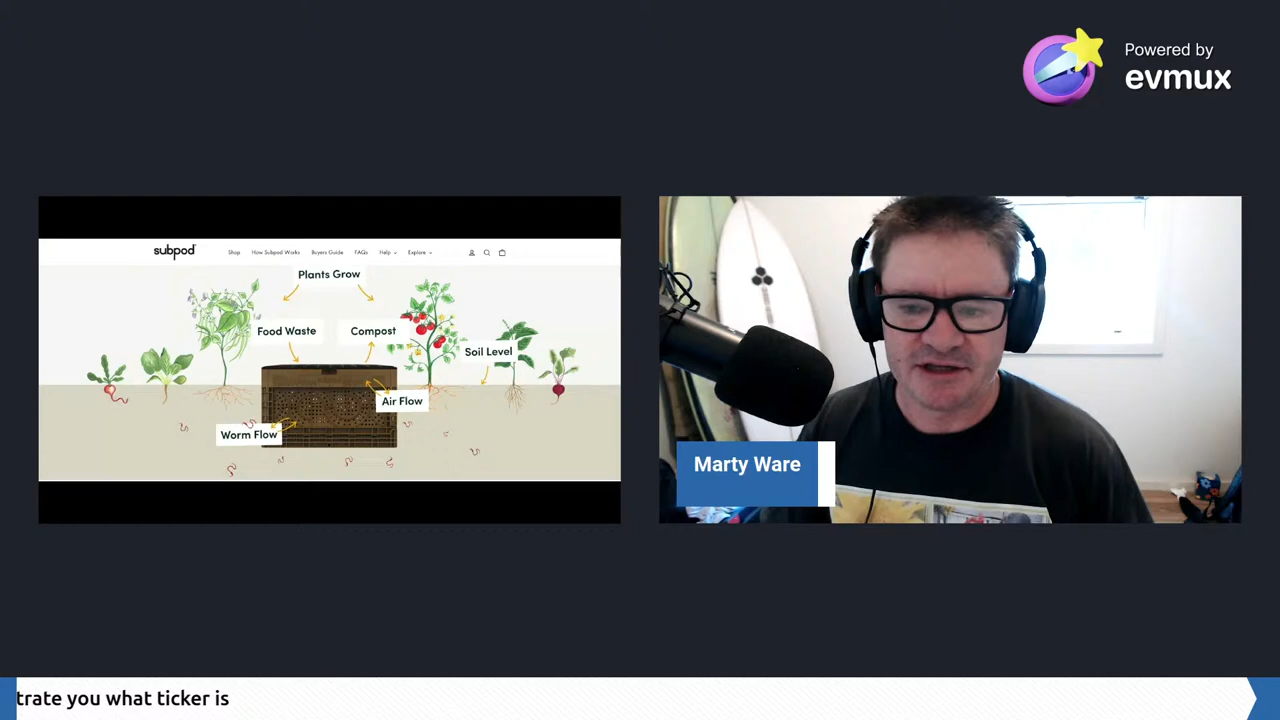 Powered by
evmux
subpod
Shop How Subpod Works Buyers Guide FAQs Help Explore
Plants Grow
Food Waste
Compost
Soil Level
Air Flow
Worm Flow
Marty Ware
trate you what ticker is